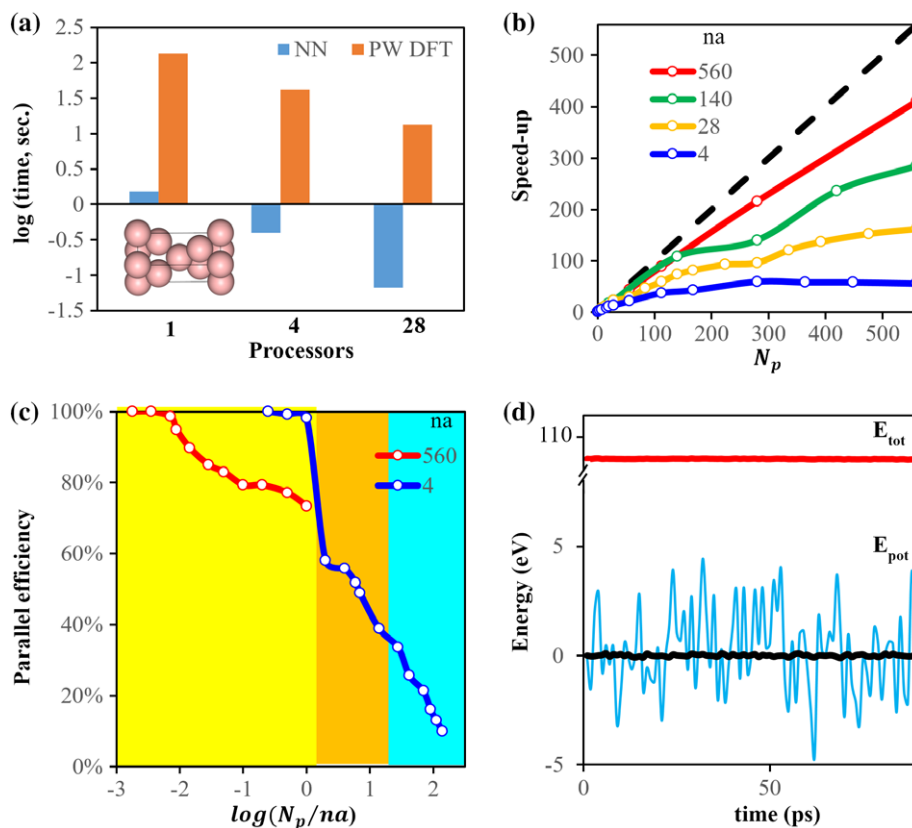 (a)
NN PW DFT
log (time, sec.)
2.5
2
1.5
1
0.5
0
-0.5
-1
-1.5
1 4 28
Processors
(b)
na
560
140
28
4
Speed-up
500
400
300
200
100
0
0 100 200 300 400 500
N_p
(c)
na
560
4
Parallel efficiency
100%
80%
60%
40%
20%
0%
-3 -2 -1 0 1 2
log(N_p/na)
(d)
E_tot
E_pot
Energy (eV)
110
5
0
-5
0 50
time (ps)